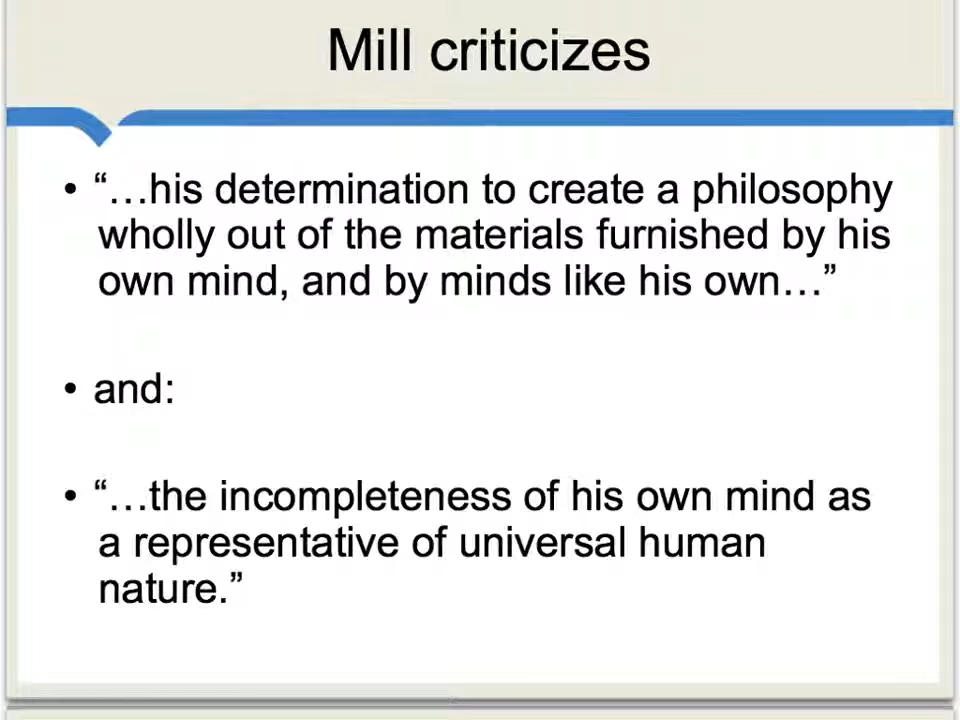 Mill criticizes
• “…his determination to create a philosophy
wholly out of the materials furnished by his
own mind, and by minds like his own…”
• and:
• “…the incompleteness of his own mind as
a representative of universal human
nature.”